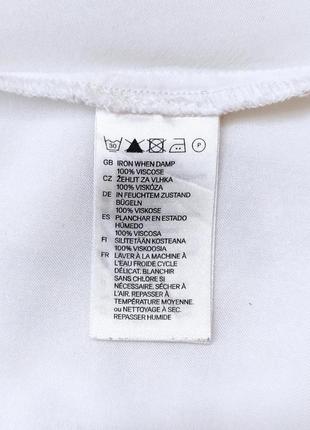 30 P
GB IRON WHEN DAMP
100% VISCOSE
CZ ŽEHLIT ZA VLHKA
100% VISKÓZA
DE IN FEUCHTEM ZUSTAND
BÜGELN
100% VISKOSE
ES PLANCHAR EN ESTADO
HÚMEDO
100% VISCOSA
FI SILITETÄÄN KOSTEANA
100% VISKOOSIA
FR LAVER À LA MACHINE À
L'EAU FROIDE CYCLE
DÉLICAT. BLANCHIR
SANS CHLORE SI
NÉCESSAIRE. SÉCHER À
L'AIR. REPASSER À
TEMPÉRATURE MOYENNE.
ou NETTOYAGE À SEC.
REPASSER HUMIDE